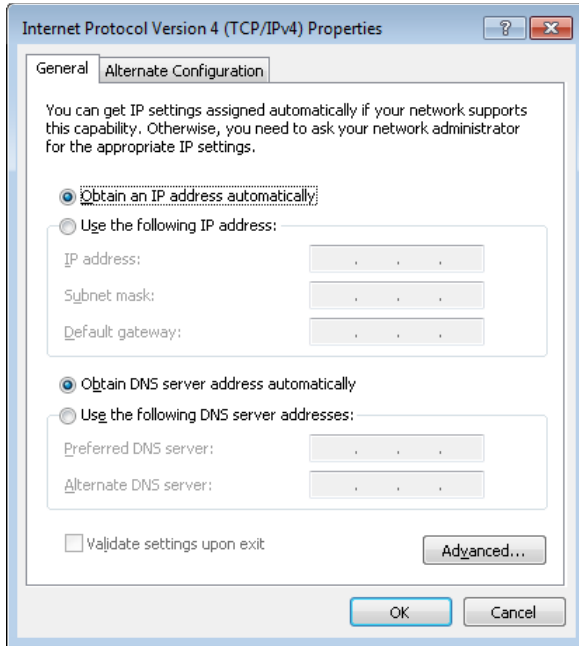 Internet Protocol Version 4 (TCP/IPv4) Properties
General
Alternate Configuration
You can get IP settings assigned automatically if your network supports
this capability. Otherwise, you need to ask your network administrator
for the appropriate IP settings.
Obtain an IP address automatically
Use the following IP address:
IP address:
Subnet mask:
Default gateway:
Obtain DNS server address automatically
Use the following DNS server addresses:
Preferred DNS server:
Alternate DNS server:
Validate settings upon exit
Advanced...
OK
Cancel